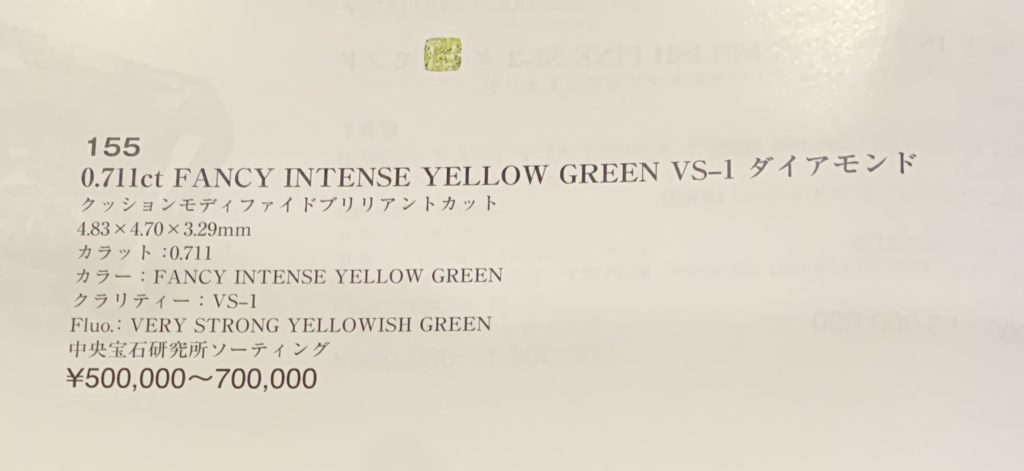 155
0.711ct FANCY INTENSE YELLOW GREEN VS-1 ダイアモンド
クッションモディファイドブリリアントカット
4.83×4.70×3.29mm
カラット:0.711
カラー：FANCY INTENSE YELLOW GREEN
クラリティー：VS-1
Fluo.: VERY STRONG YELLOWISH GREEN
中央宝石研究所ソーティング
¥500,000〜700,000